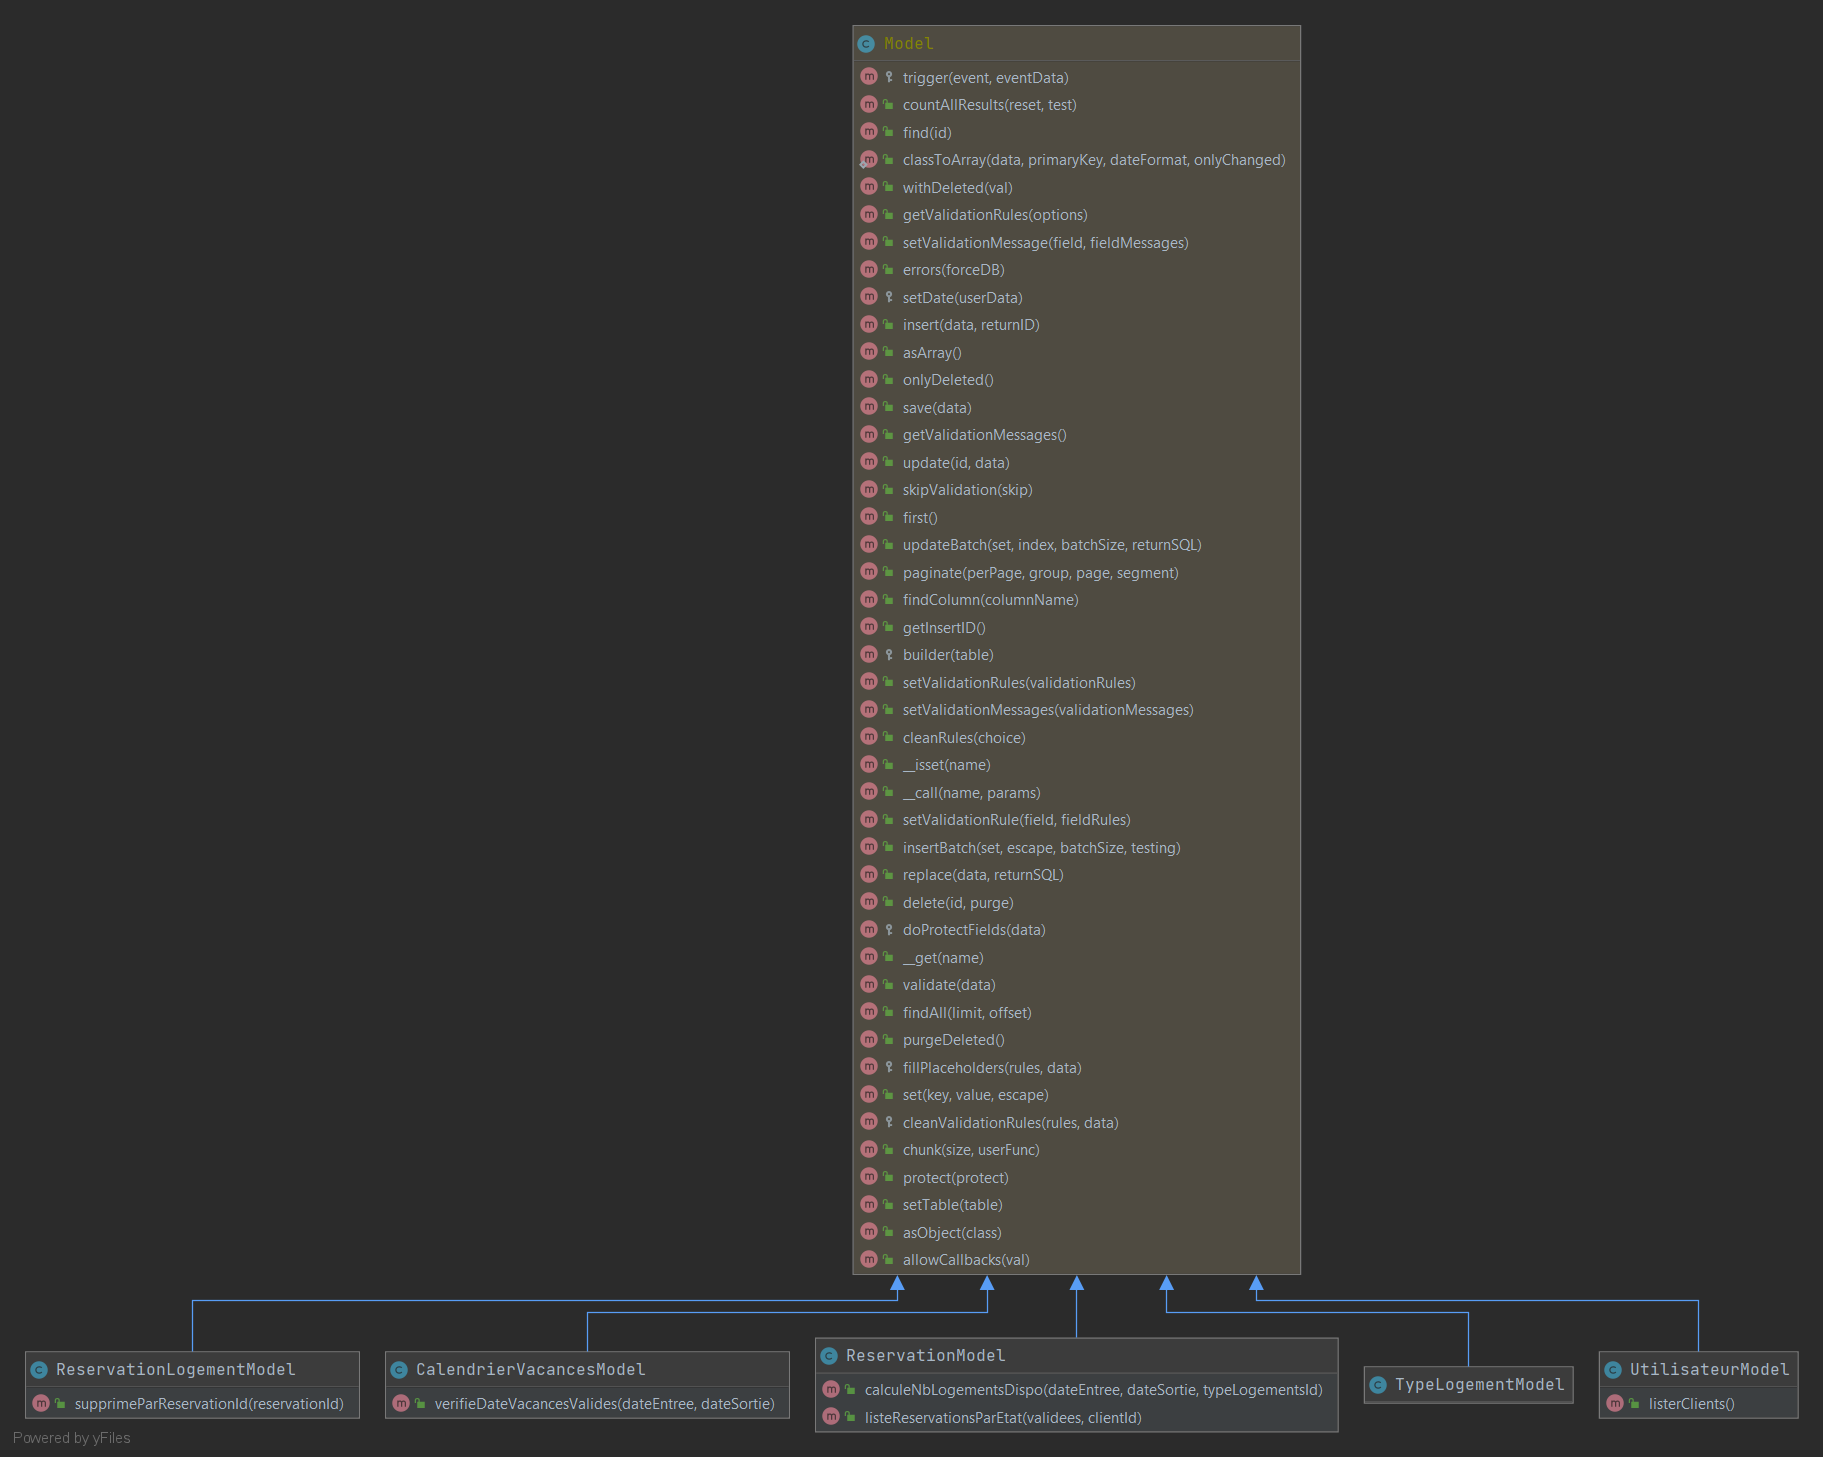 Model
trigger(event, eventData)
countAllResults(reset, test)
find(id)
classToArray(data, primaryKey, dateFormat, onlyChanged)
withDeleted(val)
getValidationRules(options)
setValidationMessage(field, fieldMessages)
errors(forceDB)
setDate(userData)
insert(data, returnID)
asArray()
onlyDeleted()
save(data)
getValidationMessages()
update(id, data)
skipValidation(skip)
first()
updateBatch(set, index, batchSize, returnSQL)
paginate(perPage, group, page, segment)
findColumn(columnName)
getInsertID()
builder(table)
setValidationRules(validationRules)
setValidationMessages(validationMessages)
cleanRules(choice)
__isset(name)
__call(name, params)
setValidationRule(field, fieldRules)
insertBatch(set, escape, batchSize, testing)
replace(data, returnSQL)
delete(id, purge)
doProtectFields(data)
__get(name)
validate(data)
findAll(limit, offset)
purgeDeleted()
fillPlaceholders(rules, data)
set(key, value, escape)
cleanValidationRules(rules, data)
chunk(size, userFunc)
protect(protect)
setTable(table)
asObject(class)
allowCallbacks(val)
ReservationLogementModel
supprimeParReservationId(reservationId)
CalendrierVacancesModel
verifieDateVacancesValides(dateEntree, dateSortie)
ReservationModel
calculeNbLogementsDispo(dateEntree, dateSortie, typeLogementsId)
listeReservationsParEtat(validees, clientId)
TypeLogementModel
UtilisateurModel
listerClients()
Powered by yFiles